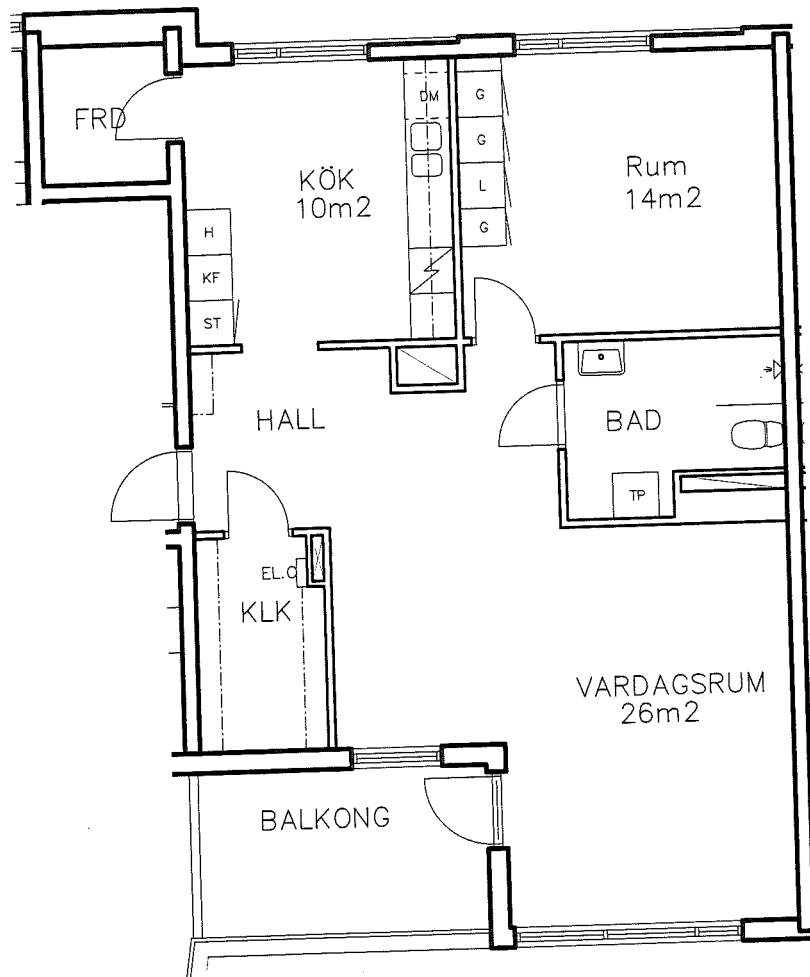 FRD
DM
G
G
L
G
KÖK
10m2
Rum
14m2
H
KF
ST
HALL
BAD
TP
EL.C
KLK
VARDAGSRUM
26m2
BALKONG